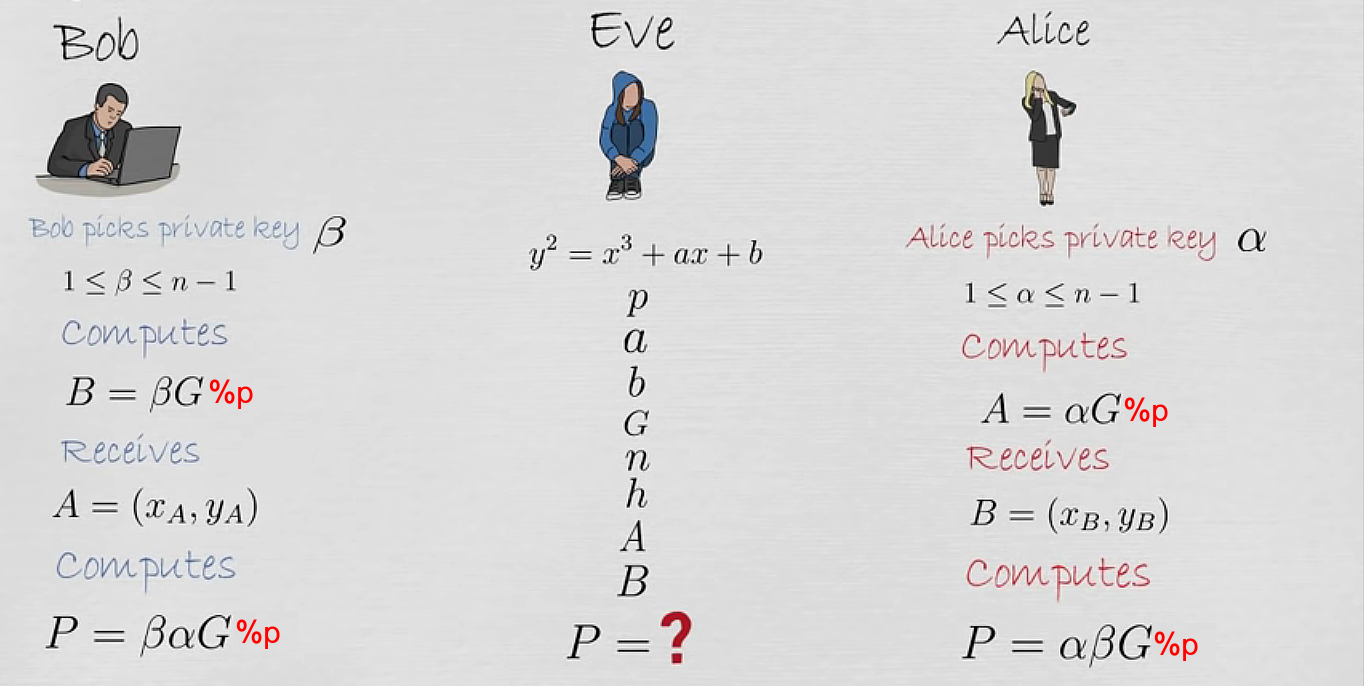 Bob
Bob picks private key β
1 ≤ β ≤ n − 1
Computes
B = βG %p
Receives
A = (x_A, y_A)
Computes
P = βαG %p
Eve
y² = x³ + ax + b
p
a
b
G
n
h
A
B
P = ?
Alice
Alice picks private key α
1 ≤ α ≤ n − 1
Computes
A = αG %p
Receives
B = (x_B, y_B)
Computes
P = αβG %p